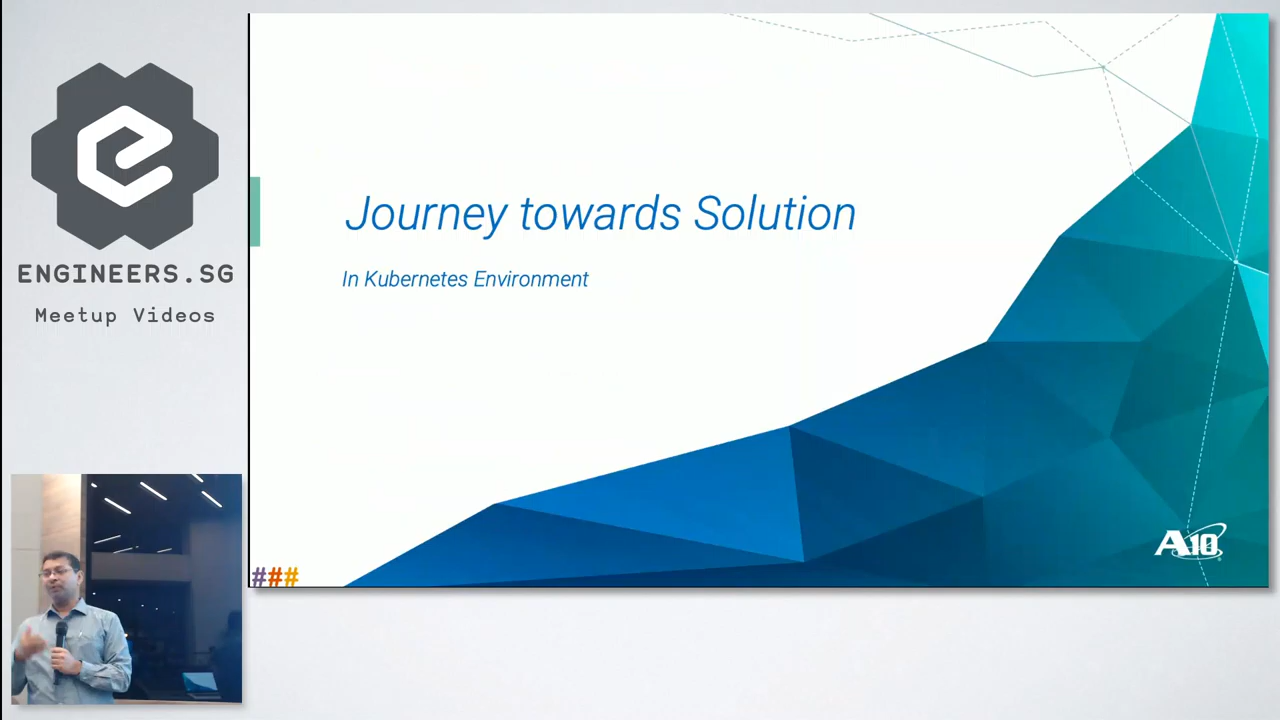 ENGINEERS.SG
Meetup Videos
Journey towards Solution
In Kubernetes Environment
###
A10